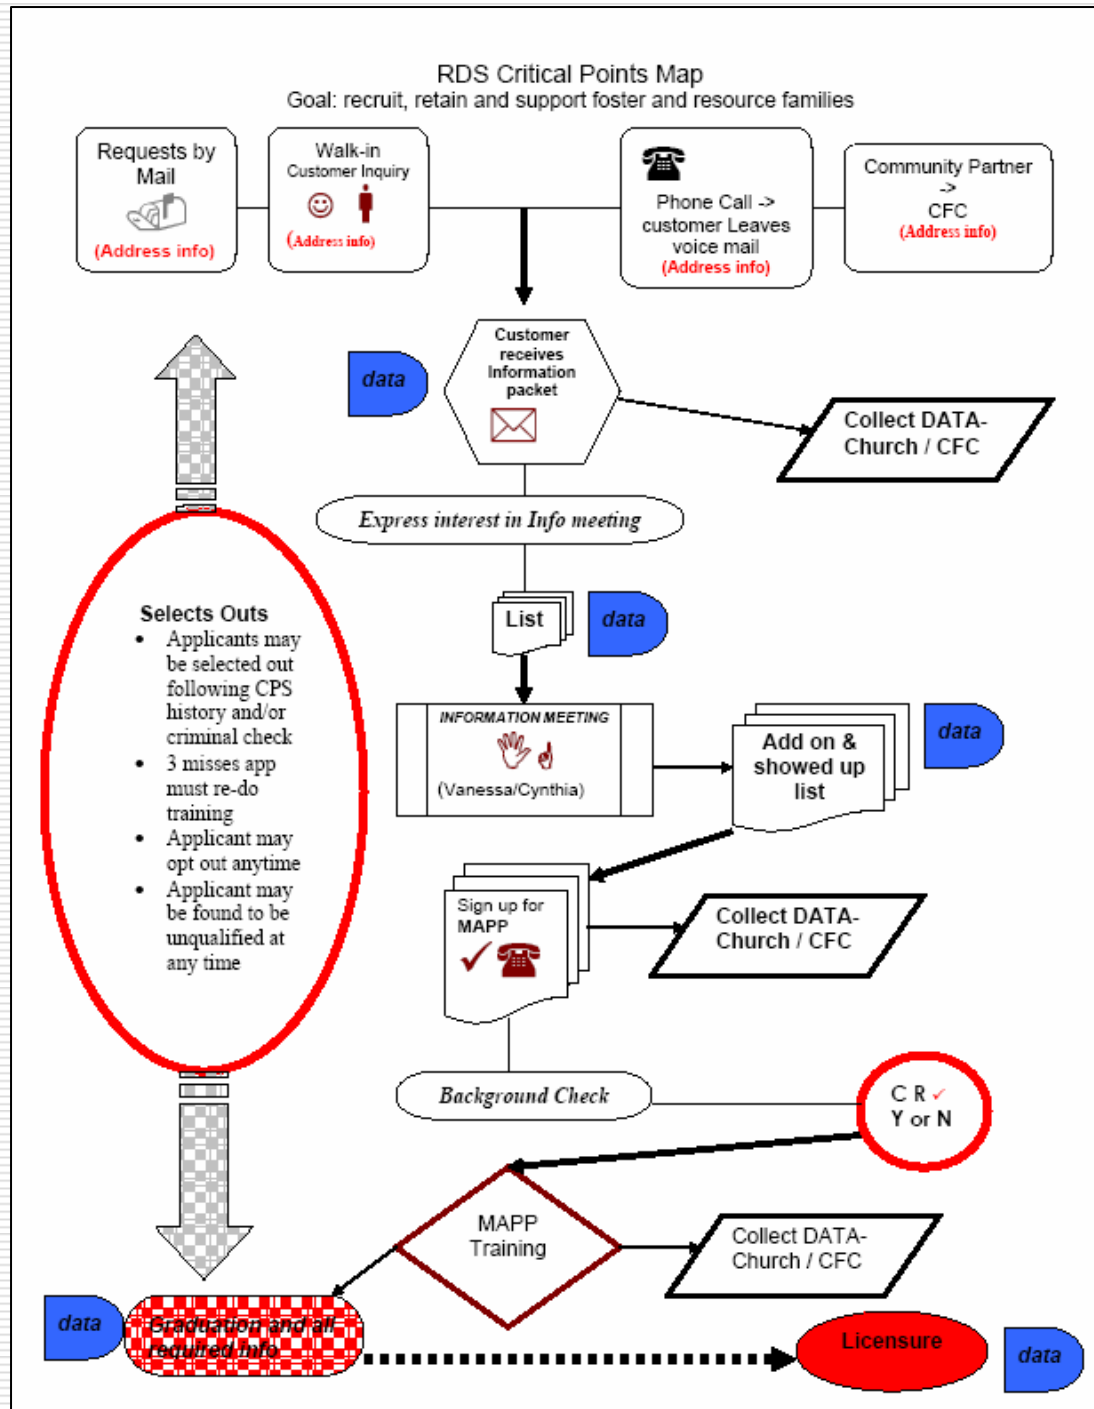 RDS Critical Points Map
Goal: recruit, retain and support foster and resource families
Requests by
Mail
(Address info)
Walk-in
Customer Inquiry
(Address info)
Phone Call ->
customer Leaves
voice mail
(Address info)
Community Partner
->
CFC
(Address info)
Customer
receives
Information
packet
data
Collect DATA-
Church / CFC
Express interest in Info meeting
List
data
INFORMATION MEETING
(Vanessa/Cynthia)
Add on &
showed up
list
data
Selects Outs
• Applicants may
be selected out
following CPS
history and/or
criminal check
• 3 misses app
must re-do
training
• Applicant may
opt out anytime
• Applicant may
be found to be
unqualified at
any time
Sign up for
MAPP
Collect DATA-
Church / CFC
Background Check
C R ✓
Y or N
MAPP
Training
Collect DATA-
Church / CFC
data
Graduation and all
required info
Licensure
data